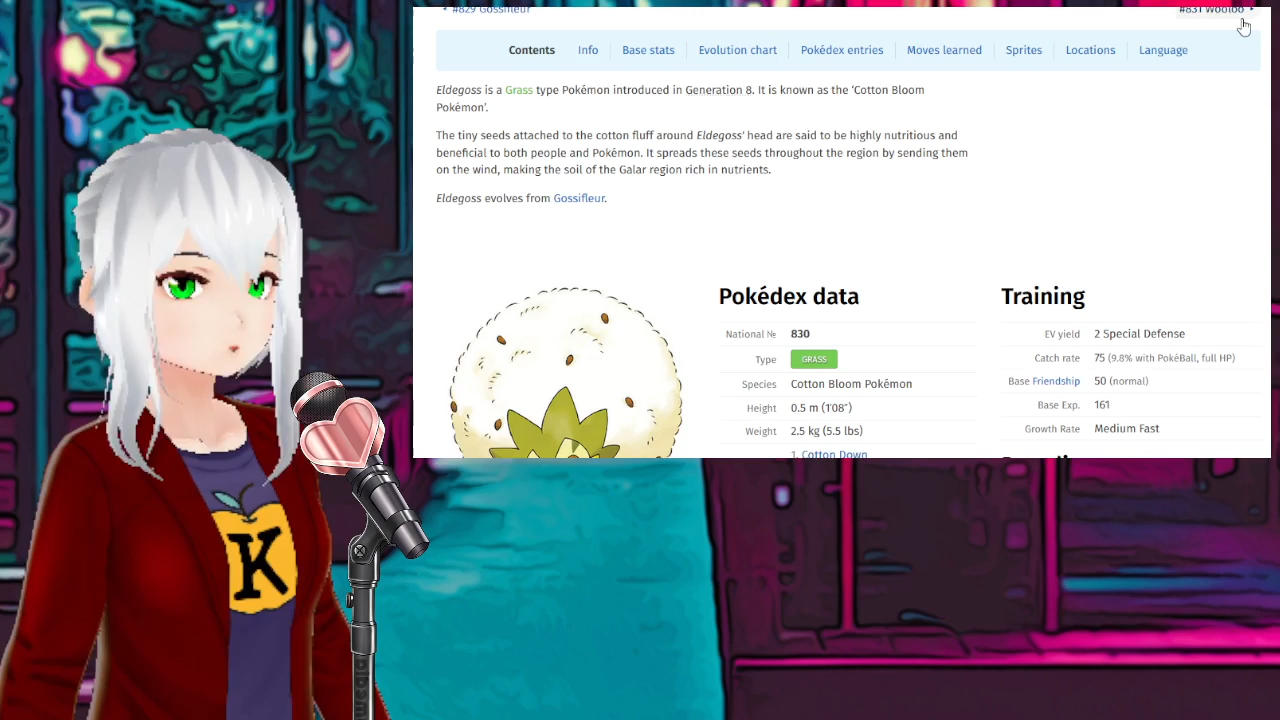 #829 Gossifleur
#831 Wooloo
Contents Info Base stats Evolution chart Pokédex entries Moves learned Sprites Locations Language
Eldegoss is a Grass type Pokémon introduced in Generation 8. It is known as the ‘Cotton Bloom
Pokémon’.
The tiny seeds attached to the cotton fluff around Eldegoss' head are said to be highly nutritious and
beneficial to both people and Pokémon. It spreads these seeds throughout the region by sending them
on the wind, making the soil of the Galar region rich in nutrients.
Eldegoss evolves from Gossifleur.
Pokédex data
National № 830
Type GRASS
Species Cotton Bloom Pokémon
Height 0.5 m (1′08″)
Weight 2.5 kg (5.5 lbs)
1. Cotton Down
Training
EV yield 2 Special Defense
Catch rate 75 (9.8% with PokéBall, full HP)
Base Friendship 50 (normal)
Base Exp. 161
Growth Rate Medium Fast
K